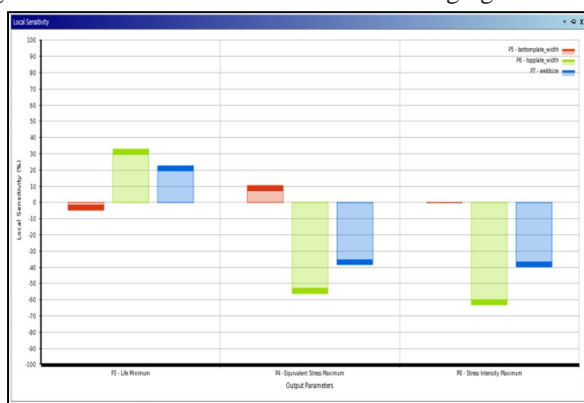 Local Sensitivity
P5 - bottomplate_width
P6 - topplate_width
P7 - weldsize
100
90
80
70
60
50
40
30
20
10
0
-10
-20
-30
-40
-50
-60
-70
-80
-90
-100
Local Sensitivity (%)
P3 - Life Minimum
P4 - Equivalent Stress Maximum
P8 - Stress Intensity Maximum
Output Parameters